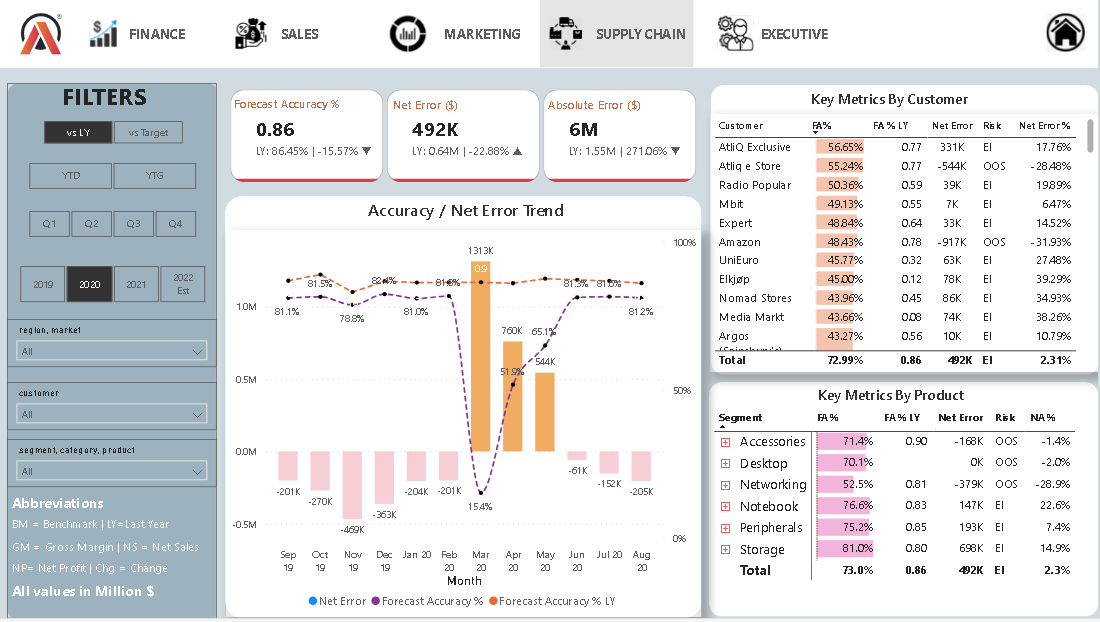 FINANCE
SALES
MARKETING
SUPPLY CHAIN
EXECUTIVE
FILTERS
vs LY
vs Target
YTD
YTG
Q1
Q2
Q3
Q4
2019
2020
2021
2022
Est
region, market
All
customer
All
segment, category, product
All
Abbreviations
BM = Benchmark | LY=Last Year
GM = Gross Margin | NS = Net Sales
NP= Net Profit | Chg = Change
All values in Million $
Forecast Accuracy %
0.86
LY: 86.45% | -15.57% ▼
Net Error ($)
492K
LY: 0.64M | -22.88% ▲
Absolute Error ($)
6M
LY: 1.55M | 271.06% ▼
Accuracy / Net Error Trend
100%
50%
0%
1.0M
0.5M
0.0M
-0.5M
1313K
0.9
760K
544K
81.5%
82.4%
81.6%
81.3%
81.6%
81.1%
78.8%
81.0%
81.2%
51.9%
65.1%
15.4%
-201K
-270K
-469K
-363K
-204K
-201K
-61K
-152K
-205K
Sep 19
Oct 19
Nov 19
Dec 19
Jan 20
Feb 20
Mar 20
Apr 20
May 20
Jun 20
Jul 20
Aug 20
Month
Net Error
Forecast Accuracy %
Forecast Accuracy % LY
Key Metrics By Customer
Customer FA% FA% LY Net Error Risk Net Error %
AtliQ Exclusive 56.65% 0.77 331K EI 17.76%
Atliq e Store 55.24% 0.77 -544K OOS -28.48%
Radio Popular 50.36% 0.59 39K EI 19.89%
Mbit 49.13% 0.55 7K EI 6.47%
Expert 48.84% 0.64 33K EI 14.52%
Amazon 48.43% 0.78 -917K OOS -31.93%
UniEuro 45.77% 0.32 63K EI 27.48%
Elkjøp 45.00% 0.12 78K EI 39.29%
Nomad Stores 43.96% 0.45 86K EI 34.93%
Media Markt 43.66% 0.08 74K EI 38.26%
Argos 43.27% 0.56 10K EI 10.79%
Total 72.99% 0.86 492K EI 2.31%
Key Metrics By Product
Segment FA% FA% LY Net Error Risk NA%
Accessories 71.4% 0.90 -168K OOS -1.4%
Desktop 70.1% 0K OOS -2.0%
Networking 52.5% 0.81 -379K OOS -28.9%
Notebook 76.6% 0.83 147K EI 22.6%
Peripherals 75.2% 0.85 193K EI 7.4%
Storage 81.0% 0.80 698K EI 14.9%
Total 73.0% 0.86 492K EI 2.3%